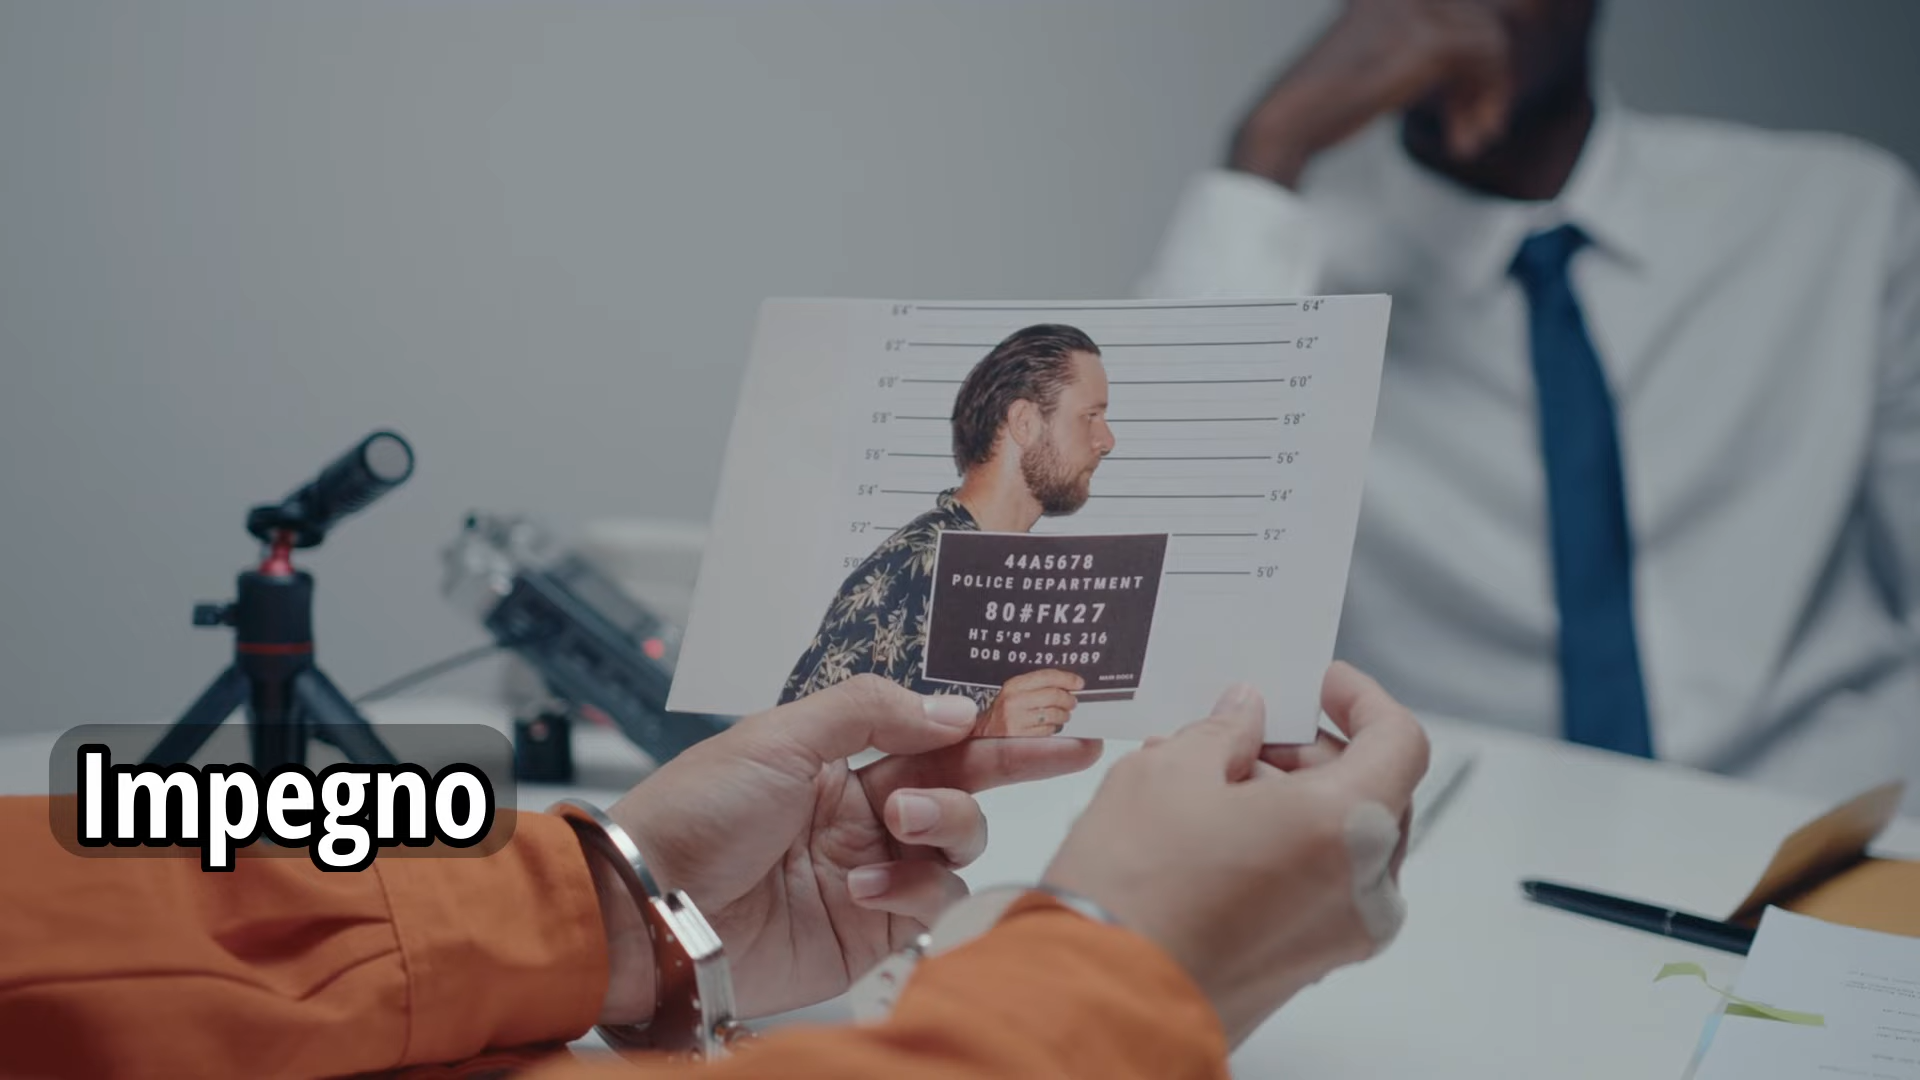 6'4"
6'4"
6'2"
6'2"
6'0"
6'0"
5'8"
5'8"
5'6"
5'6"
5'4"
5'4"
5'2"
5'2"
5'0"
5'0"
44A5678
POLICE DEPARTMENT
80#FK27
HT 5'8" IBS 216
DOB 09.29.1989
Impegno